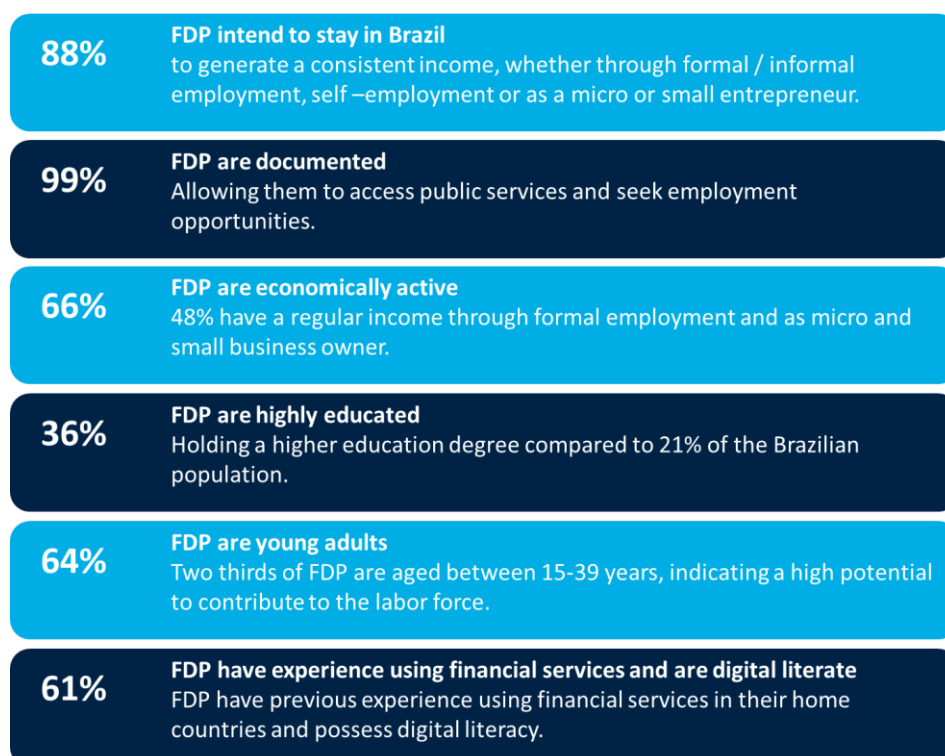 88%
FDP intend to stay in Brazil
to generate a consistent income, whether through formal / informal
employment, self –employment or as a micro or small entrepreneur.
99%
FDP are documented
Allowing them to access public services and seek employment
opportunities.
66%
FDP are economically active
48% have a regular income through formal employment and as micro and
small business owner.
36%
FDP are highly educated
Holding a higher education degree compared to 21% of the Brazilian
population.
64%
FDP are young adults
Two thirds of FDP are aged between 15-39 years, indicating a high potential
to contribute to the labor force.
61%
FDP have experience using financial services and are digital literate
FDP have previous experience using financial services in their home
countries and possess digital literacy.